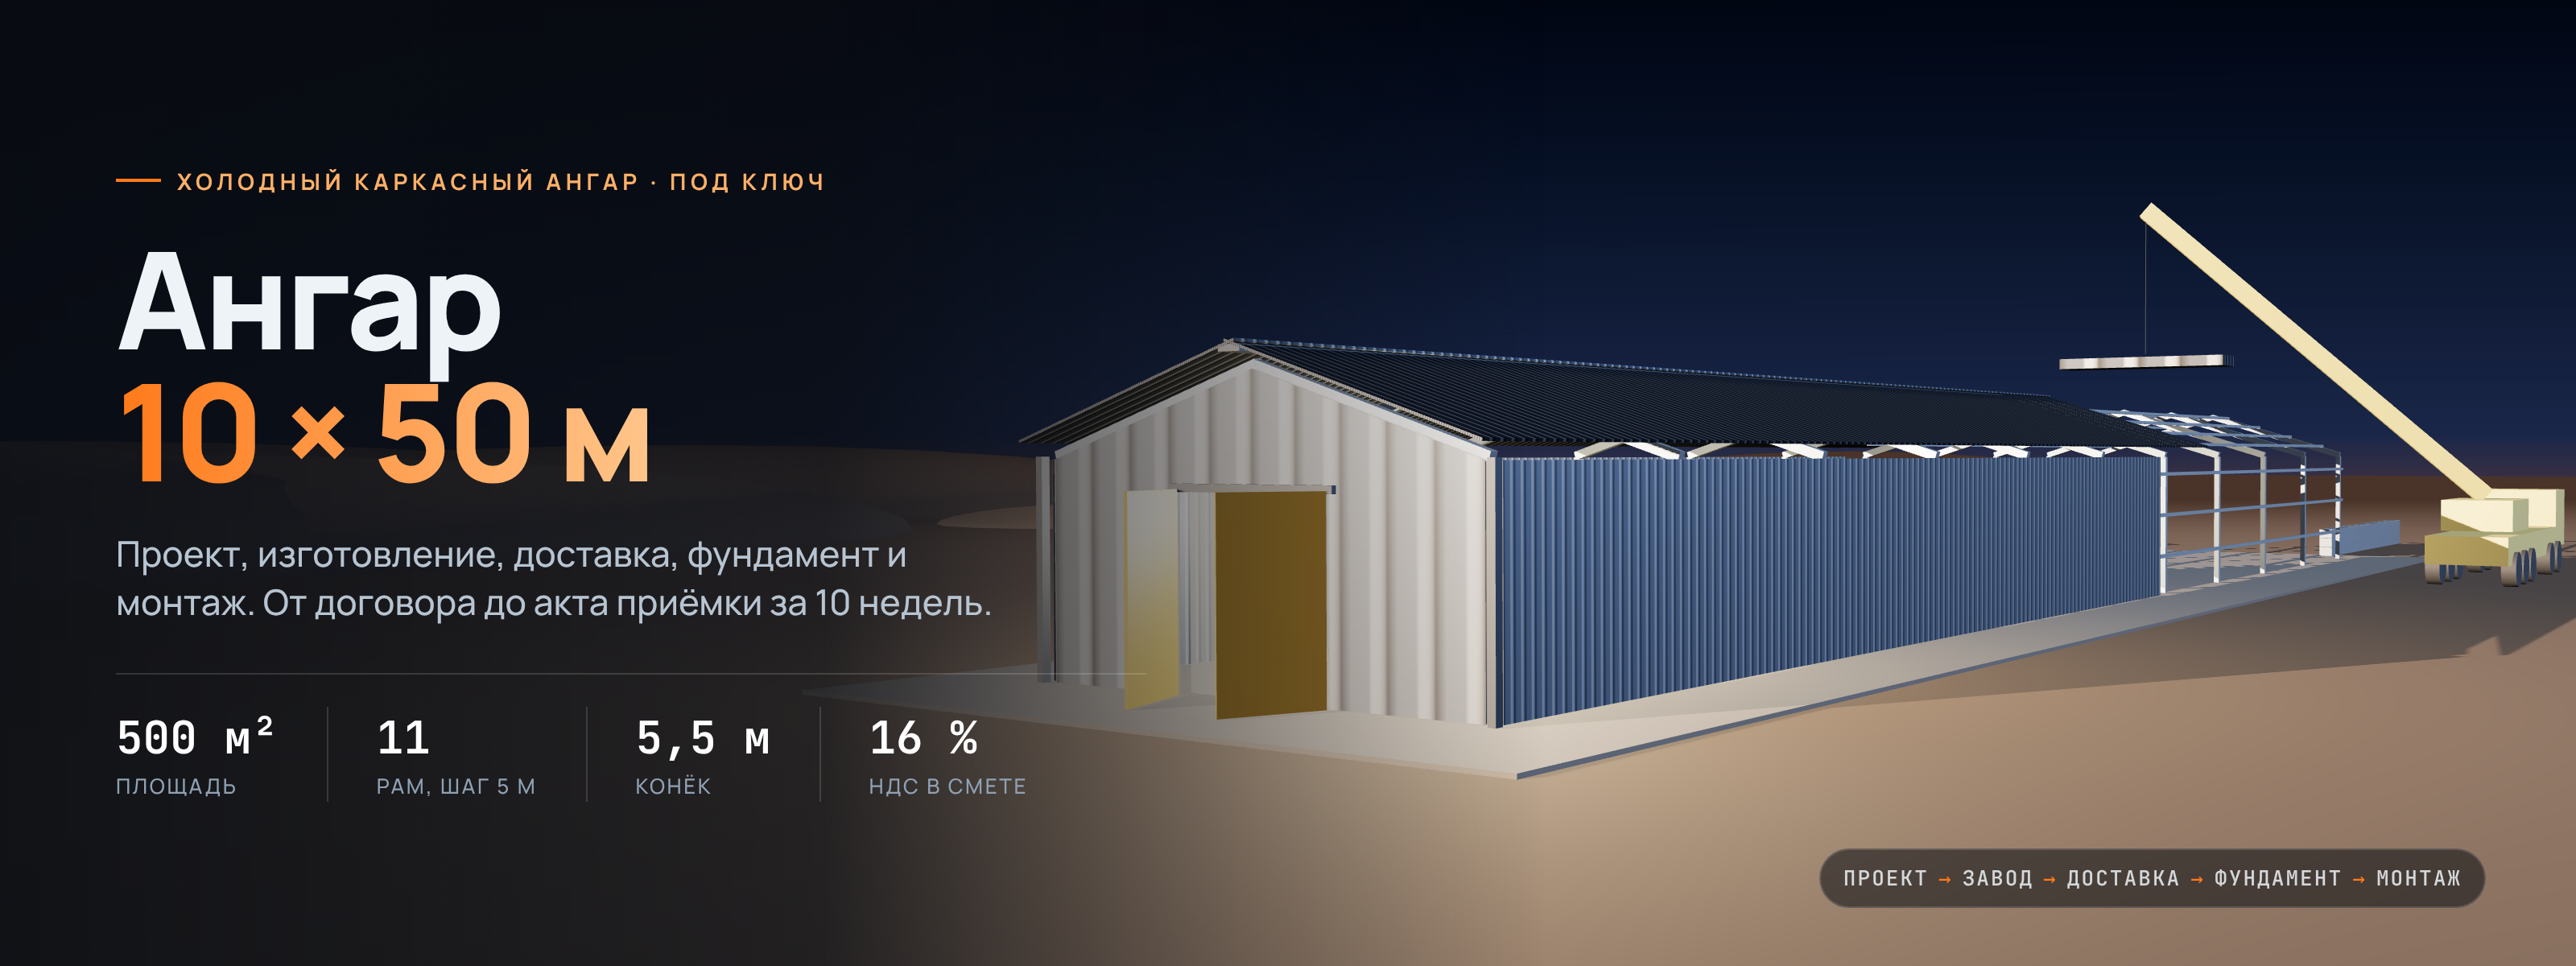 ХОЛОДНЫЙ КАРКАСНЫЙ АНГАР · ПОД КЛЮЧ
Ангар
10 × 50 м
Проект, изготовление, доставка, фундамент и
монтаж. От договора до акта приёмки за 10 недель.
500 м²
ПЛОЩАДЬ
11
РАМ, ШАГ 5 М
5,5 м
КОНЁК
16 %
НДС В СМЕТЕ
ПРОЕКТ → ЗАВОД → ДОСТАВКА → ФУНДАМЕНТ → МОНТАЖ